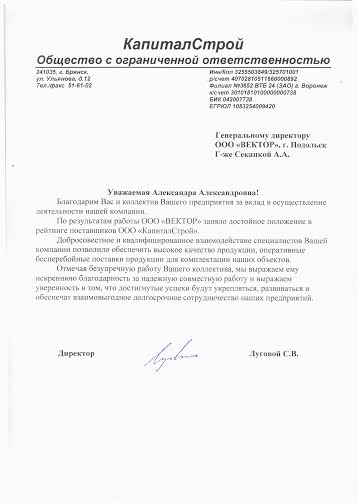 КапиталСтрой
Общество с ограниченной ответственностью
241035, г. Брянск,
ул. Ульянова, д.12
Тел./факс 51-61-02
Инн/Кпп 3255503849/325701001
р/счет 40702810511660000892
Филиал №3652 ВТБ 24 (ЗАО) г. Воронеж
к/счет 30101810100000000738
БИК 042007738
ЕГРЮЛ 1083254009420
Генеральному директору
ООО «ВЕКТОР», г. Подольск
Г-же Секацкой А.А.
Уважаемая Александра Александровна!
Благодарим Вас и коллектив Вашего предприятия за вклад в осуществление
деятельности нашей компании.
По результатам работы ООО «ВЕКТОР» заняло достойное положение в
рейтинге поставщиков ООО «КапиталСтрой».
Добросовестное и квалифицированное взаимодействие специалистов Вашей
компании позволило обеспечить высокое качество продукции, оперативные
бесперебойные поставки продукции для комплектации наших объектов.
Отмечая безупречную работу Вашего коллектива, мы выражаем ему
искреннюю благодарность за надежную совместную работу и выражаем
уверенность в том, что достигнутые успехи будут укрепляться, развиваться и
обеспечат взаимовыгодное долгосрочное сотрудничество наших предприятий.
Директор Луговой С.В.